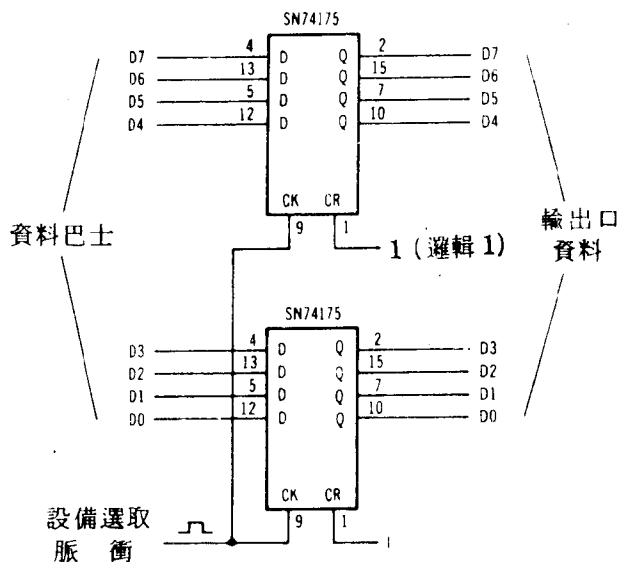 SN74175
D7 4 D Q 2 D7
D6 13 D Q 15 D6
D5 5 D Q 7 D5
D4 12 D Q 10 D4
CK CR
9 1
資料巴士
1（邏輯1）
輸出口
資料
SN74175
D3 4 D Q 2 D3
D2 13 D Q 15 D2
D1 5 D Q 7 D1
D0 12 D Q 10 D0
CK CR
9 1
設備選取
脈衝
1